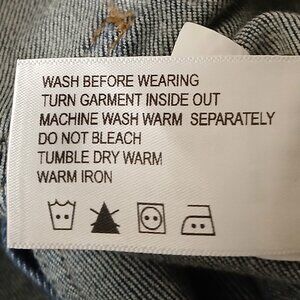 WASH BEFORE WEARING
TURN GARMENT INSIDE OUT
MACHINE WASH WARM SEPARATELY
DO NOT BLEACH
TUMBLE DRY WARM
WARM IRON